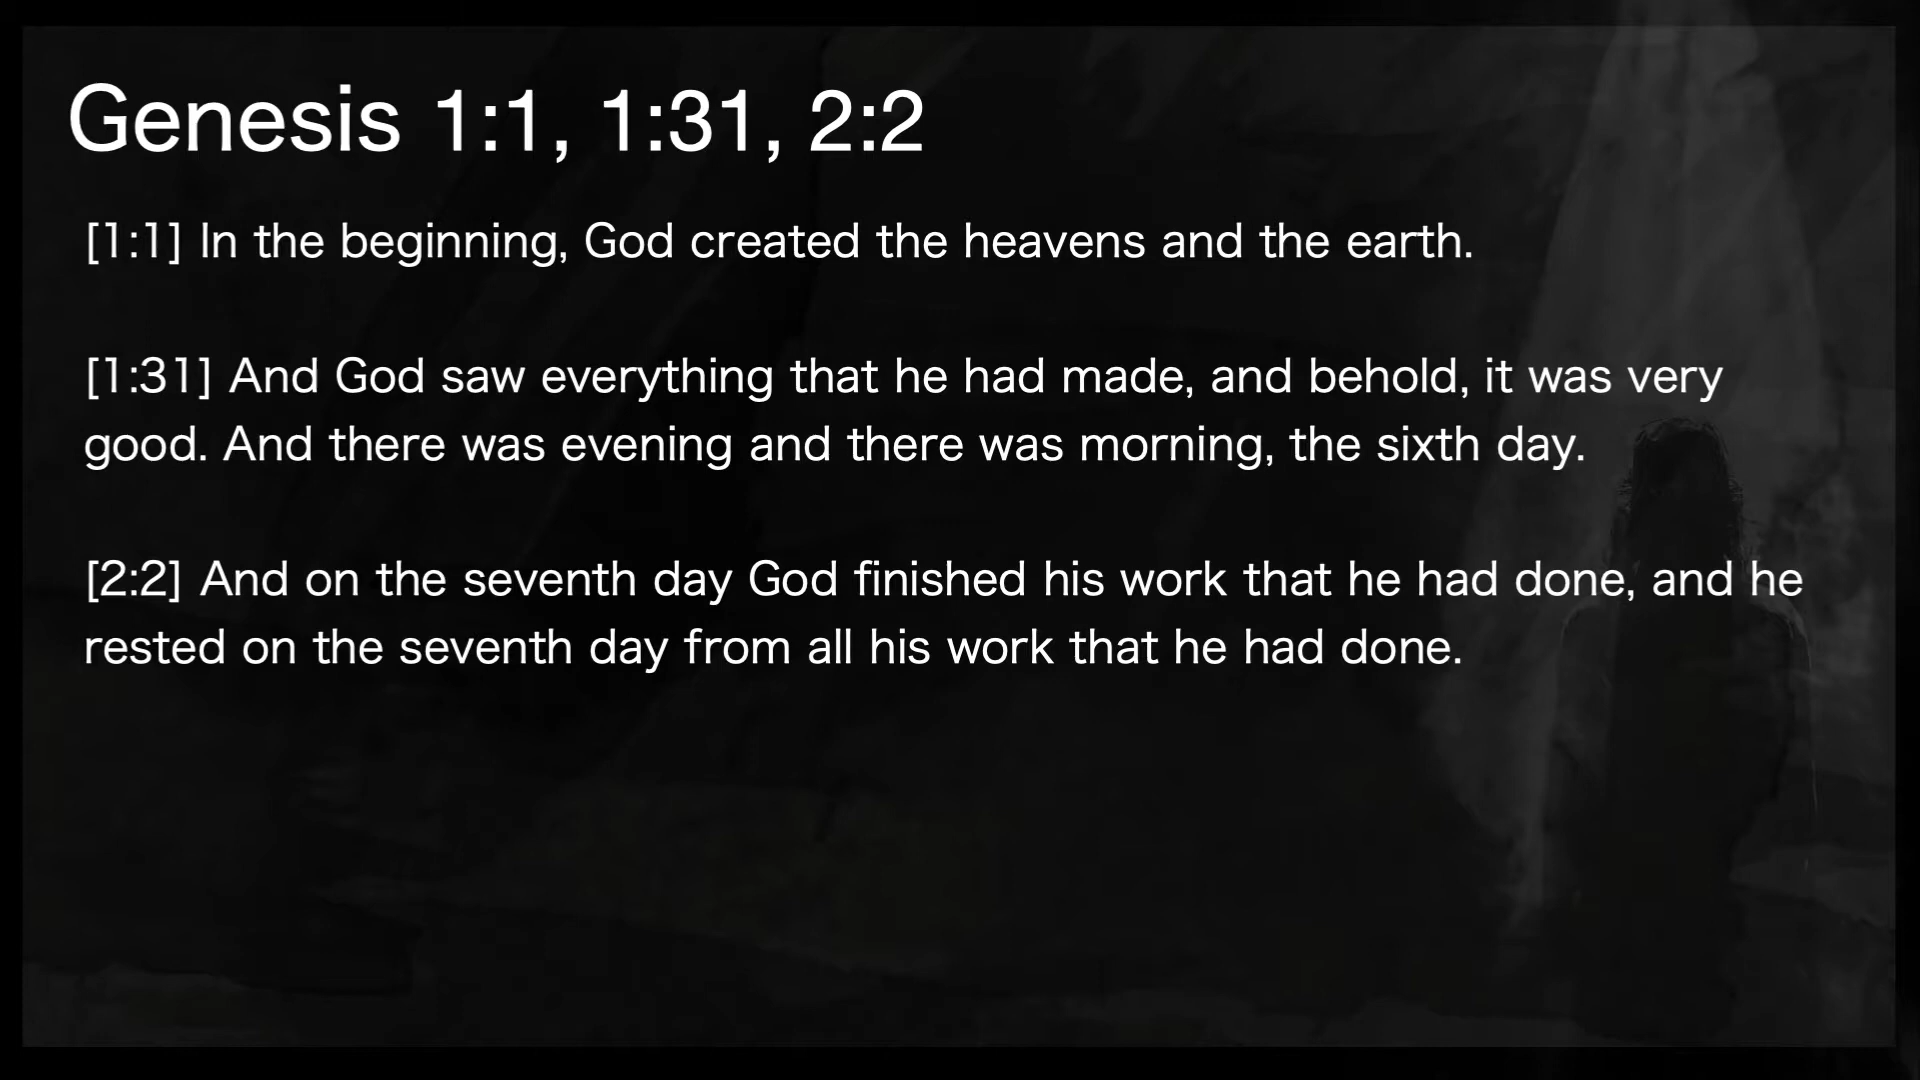 Genesis 1:1, 1:31, 2:2
[1:1] In the beginning, God created the heavens and the earth.
[1:31] And God saw everything that he had made, and behold, it was very
good. And there was evening and there was morning, the sixth day.
[2:2] And on the seventh day God finished his work that he had done, and he
rested on the seventh day from all his work that he had done.